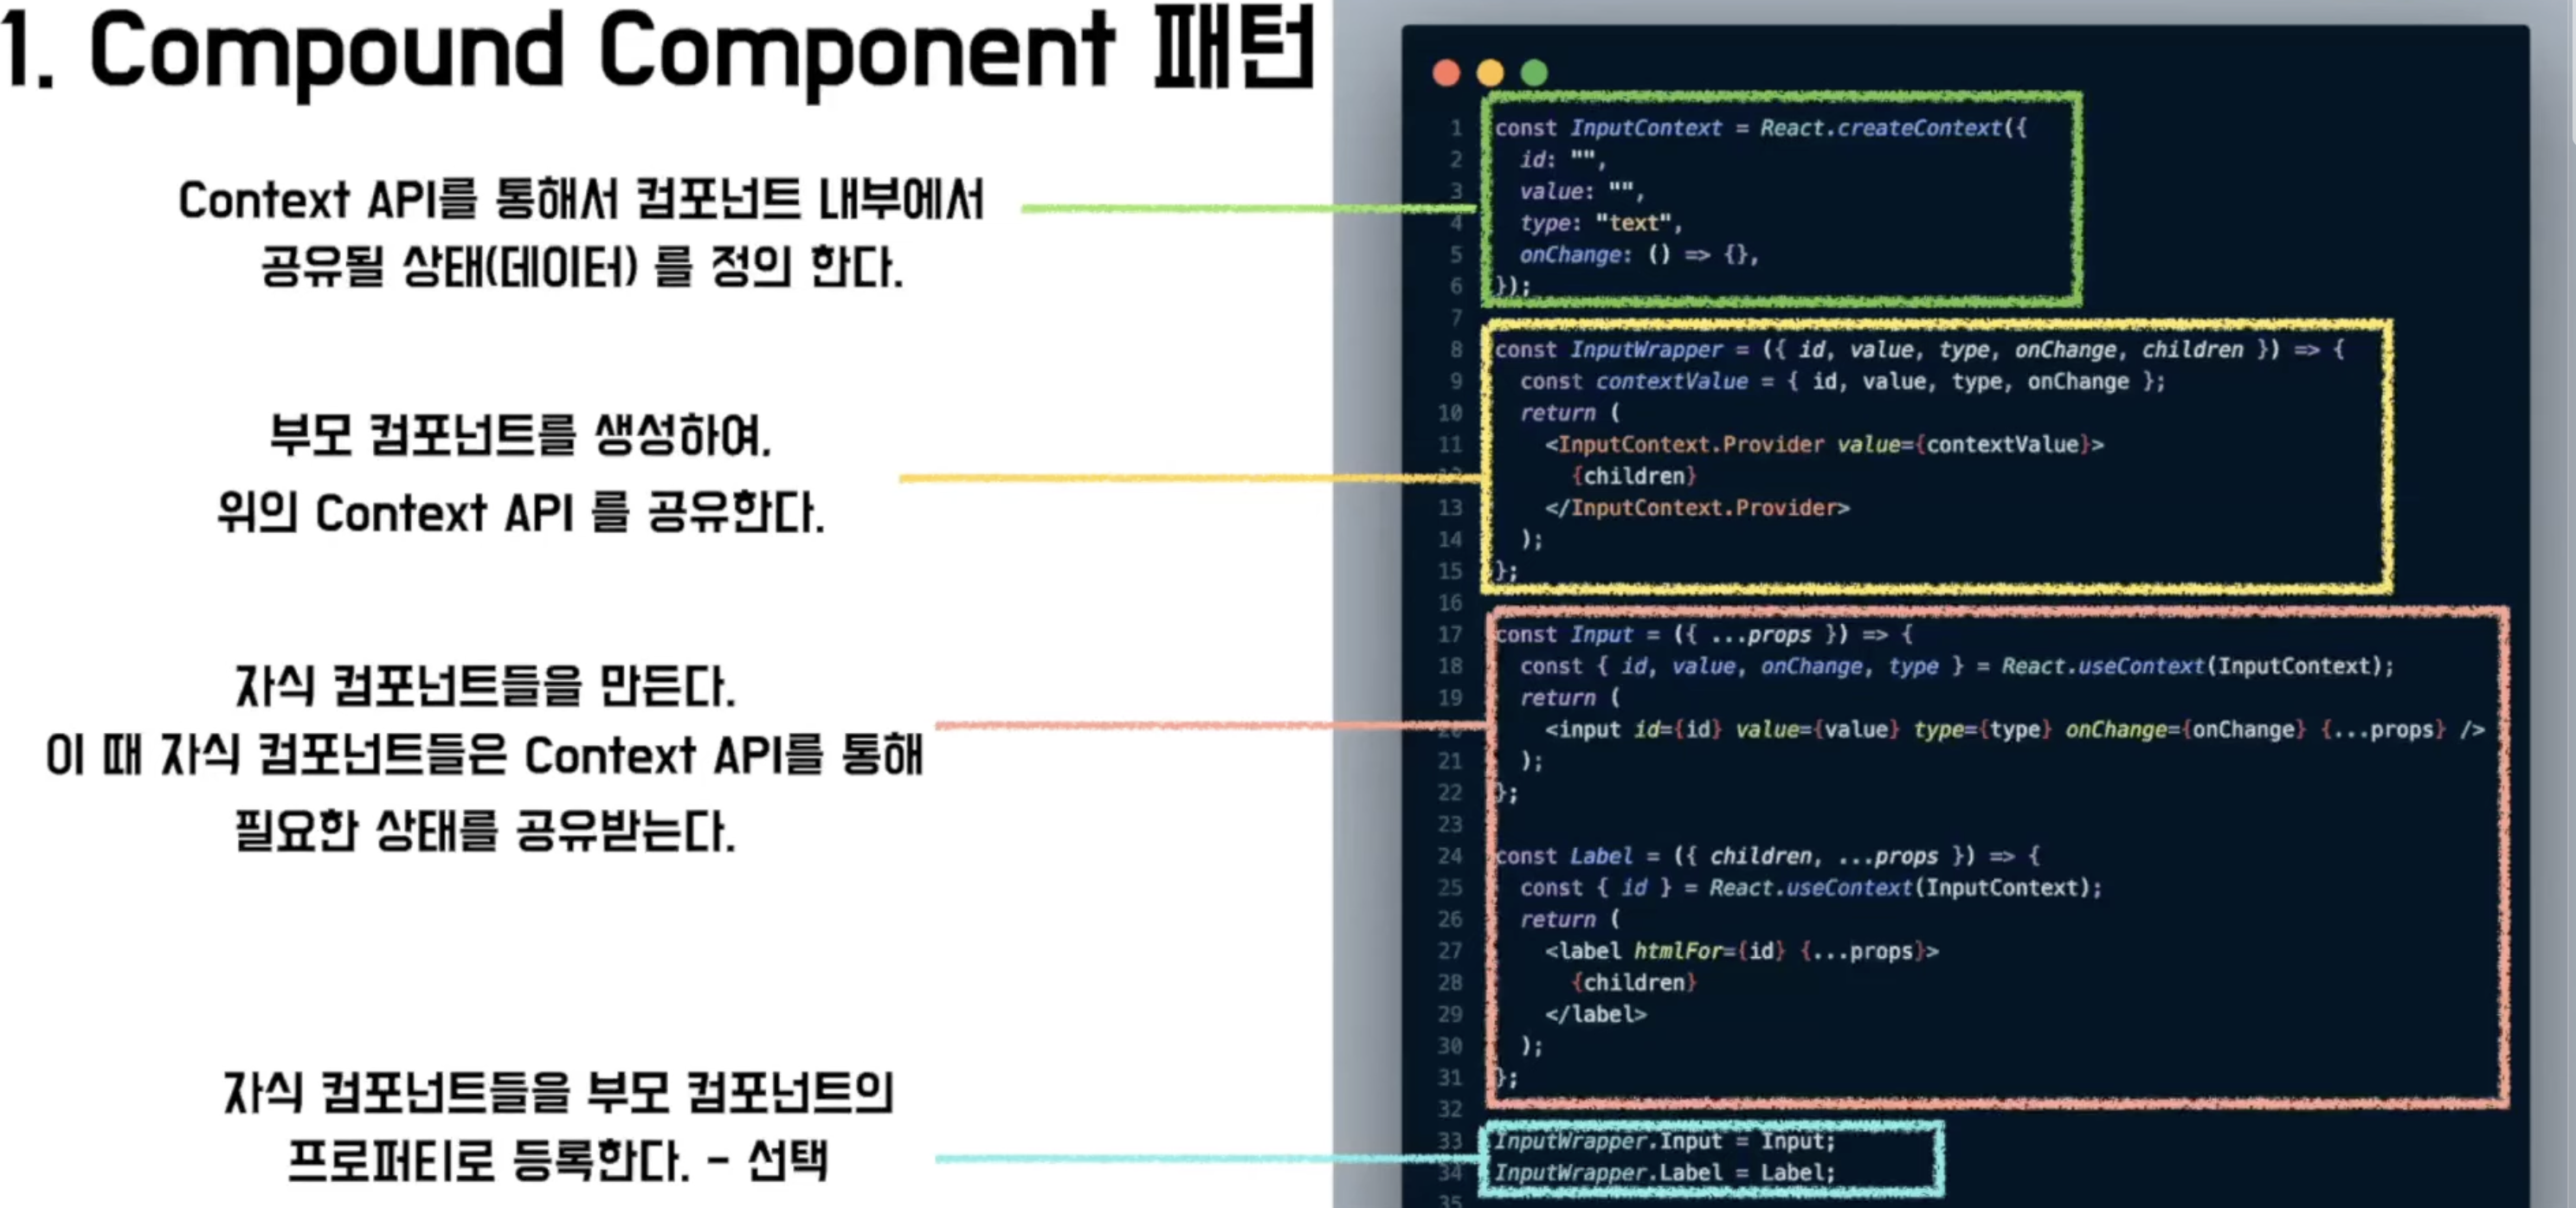 1. Compound Component 패턴
Context API를 통해서 컴포넌트 내부에서
공유될 상태(데이터) 를 정의 한다.
부모 컴포넌트를 생성하여,
위의 Context API 를 공유한다.
자식 컴포넌트들을 만든다.
이 때 자식 컴포넌트들은 Context API를 통해
필요한 상태를 공유받는다.
자식 컴포넌트들을 부모 컴포넌트의
프로퍼티로 등록한다. - 선택
1 const InputContext = React.createContext({
2 id: "",
3 value: "",
4 type: "text",
5 onChange: () => {},
6 });
7
8 const InputWrapper = ({ id, value, type, onChange, children }) => {
9 const contextValue = { id, value, type, onChange };
10 return (
11 <InputContext.Provider value={contextValue}>
12 {children}
13 </InputContext.Provider>
14 );
15 };
16
17 const Input = ({ ...props }) => {
18 const { id, value, onChange, type } = React.useContext(InputContext);
19 return (
20 <input id={id} value={value} type={type} onChange={onChange} {...props} />
21 );
22 };
23
24 const Label = ({ children, ...props }) => {
25 const { id } = React.useContext(InputContext);
26 return (
27 <label htmlFor={id} {...props}>
28 {children}
29 </label>
30 );
31 };
32
33 InputWrapper.Input = Input;
34 InputWrapper.Label = Label;
35